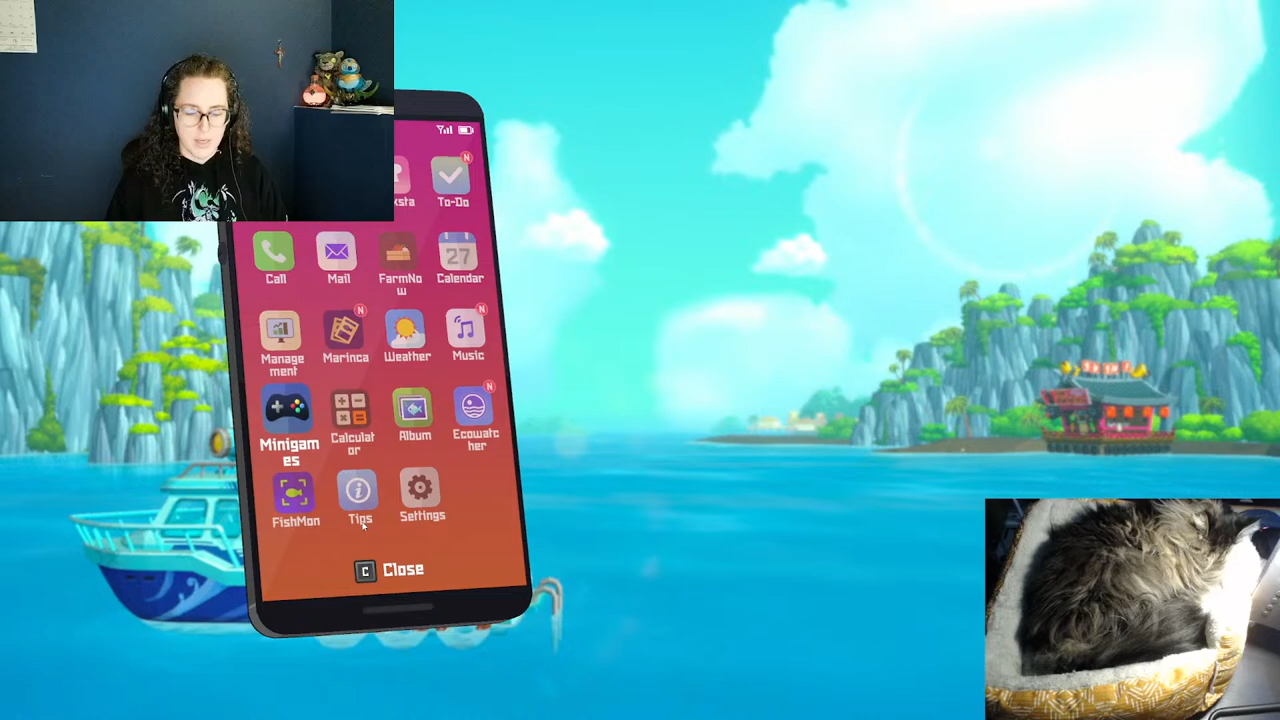 To-Do
Call
Mail
FarmNo
w
Calendar
27
Manage
ment
Marinca
Weather
Music
Minigam
es
Calculat
or
Album
Ecowatc
her
FishMon
Tips
Settings
C Close